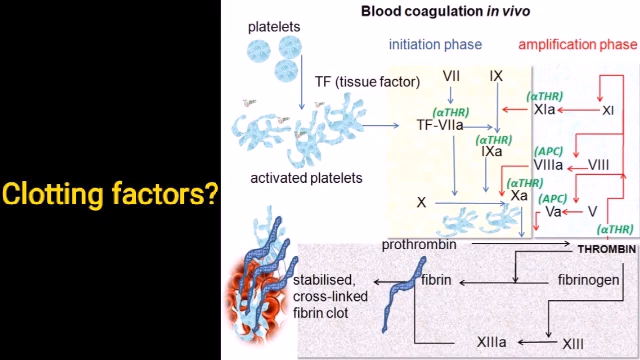 Clotting factors?
Blood coagulation in vivo
platelets
initiation phase
amplification phase
TF (tissue factor)
VII
IX
(αTHR)
XIa
XI
(αTHR)
TF-VIIa
(αTHR)
IXa
(APC)
VIIIa
VIII
activated platelets
(αTHR)
Xa
X
(APC)
Va
V
(αTHR)
prothrombin
THROMBIN
stabilised,
cross-linked
fibrin clot
fibrin
fibrinogen
XIIIa
XIII